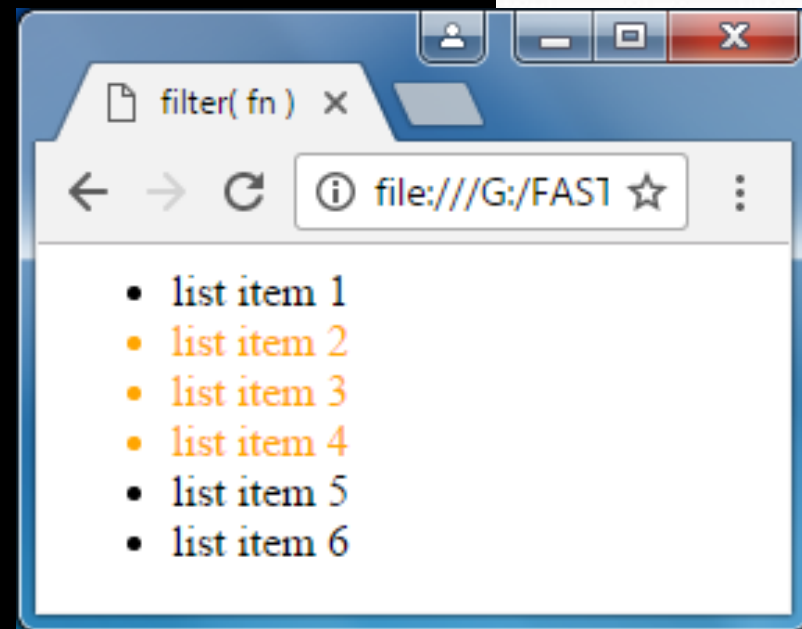 filter( fn )
file:///G:/FAST
list item 1
list item 2
list item 3
list item 4
list item 5
list item 6